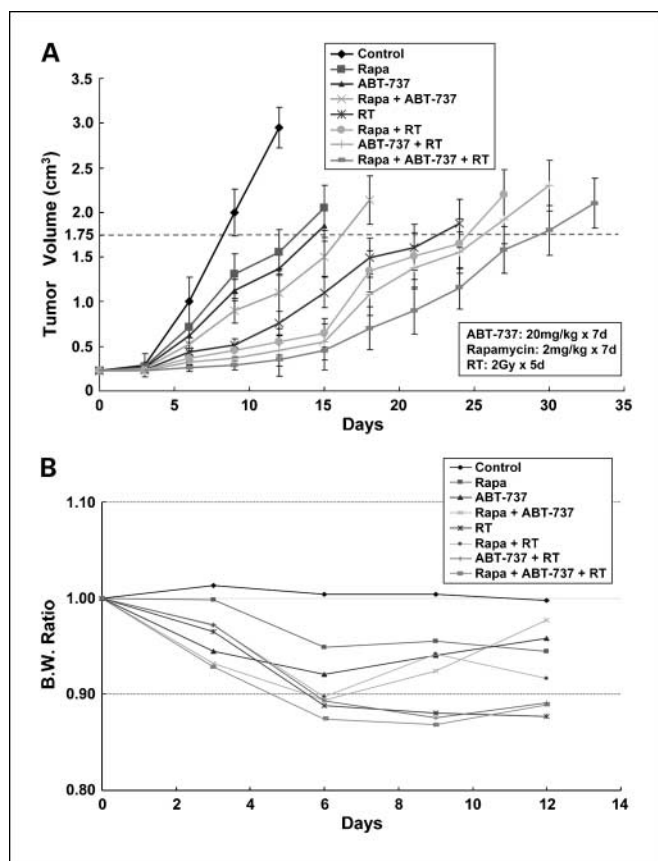 A
Control
Rapa
ABT-737
Rapa + ABT-737
RT
Rapa + RT
ABT-737 + RT
Rapa + ABT-737 + RT
Tumor Volume (cm³)
3.5
3.0
2.5
2.0
1.75
1.0
0.5
0
0 5 10 15 20 25 30 35
Days
ABT-737: 20mg/kg x 7d
Rapamycin: 2mg/kg x 7d
RT: 2Gy x 5d
B
Control
Rapa
ABT-737
Rapa + ABT-737
RT
Rapa + RT
ABT-737 + RT
Rapa + ABT-737 + RT
B.W. Ratio
1.10
1.00
0.90
0.80
0 2 4 6 8 10 12 14
Days